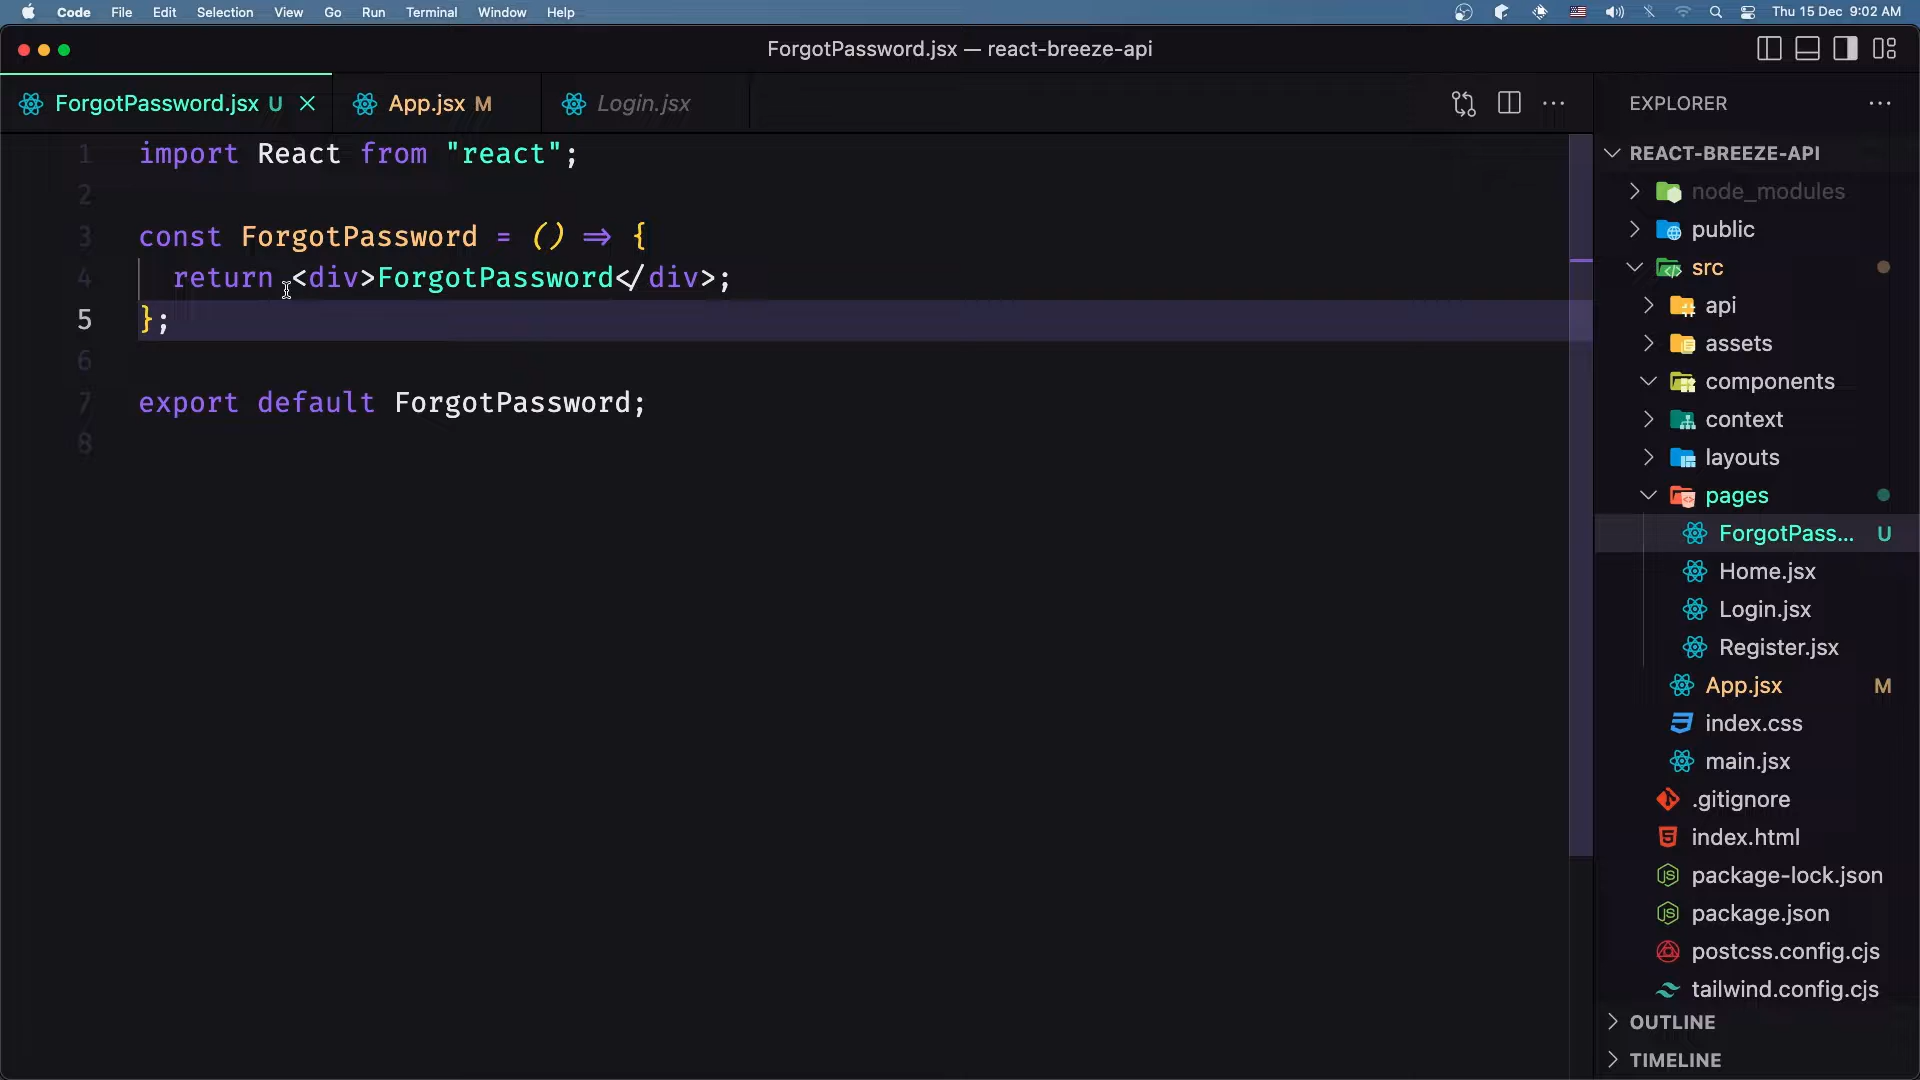 Code File Edit Selection View Go Run Terminal Window Help Thu 15 Dec 9:02 AM
ForgotPassword.jsx — react-breeze-api
ForgotPassword.jsx U App.jsx M Login.jsx
EXPLORER
1 import React from "react";
2
3 const ForgotPassword = () => {
4 return <div>ForgotPassword</div>;
5 };
6
7 export default ForgotPassword;
8
REACT-BREEZE-API
node_modules
public
src
api
assets
components
context
layouts
pages
ForgotPass... U
Home.jsx
Login.jsx
Register.jsx
App.jsx M
index.css
main.jsx
.gitignore
index.html
package-lock.json
package.json
postcss.config.cjs
tailwind.config.cjs
OUTLINE
TIMELINE